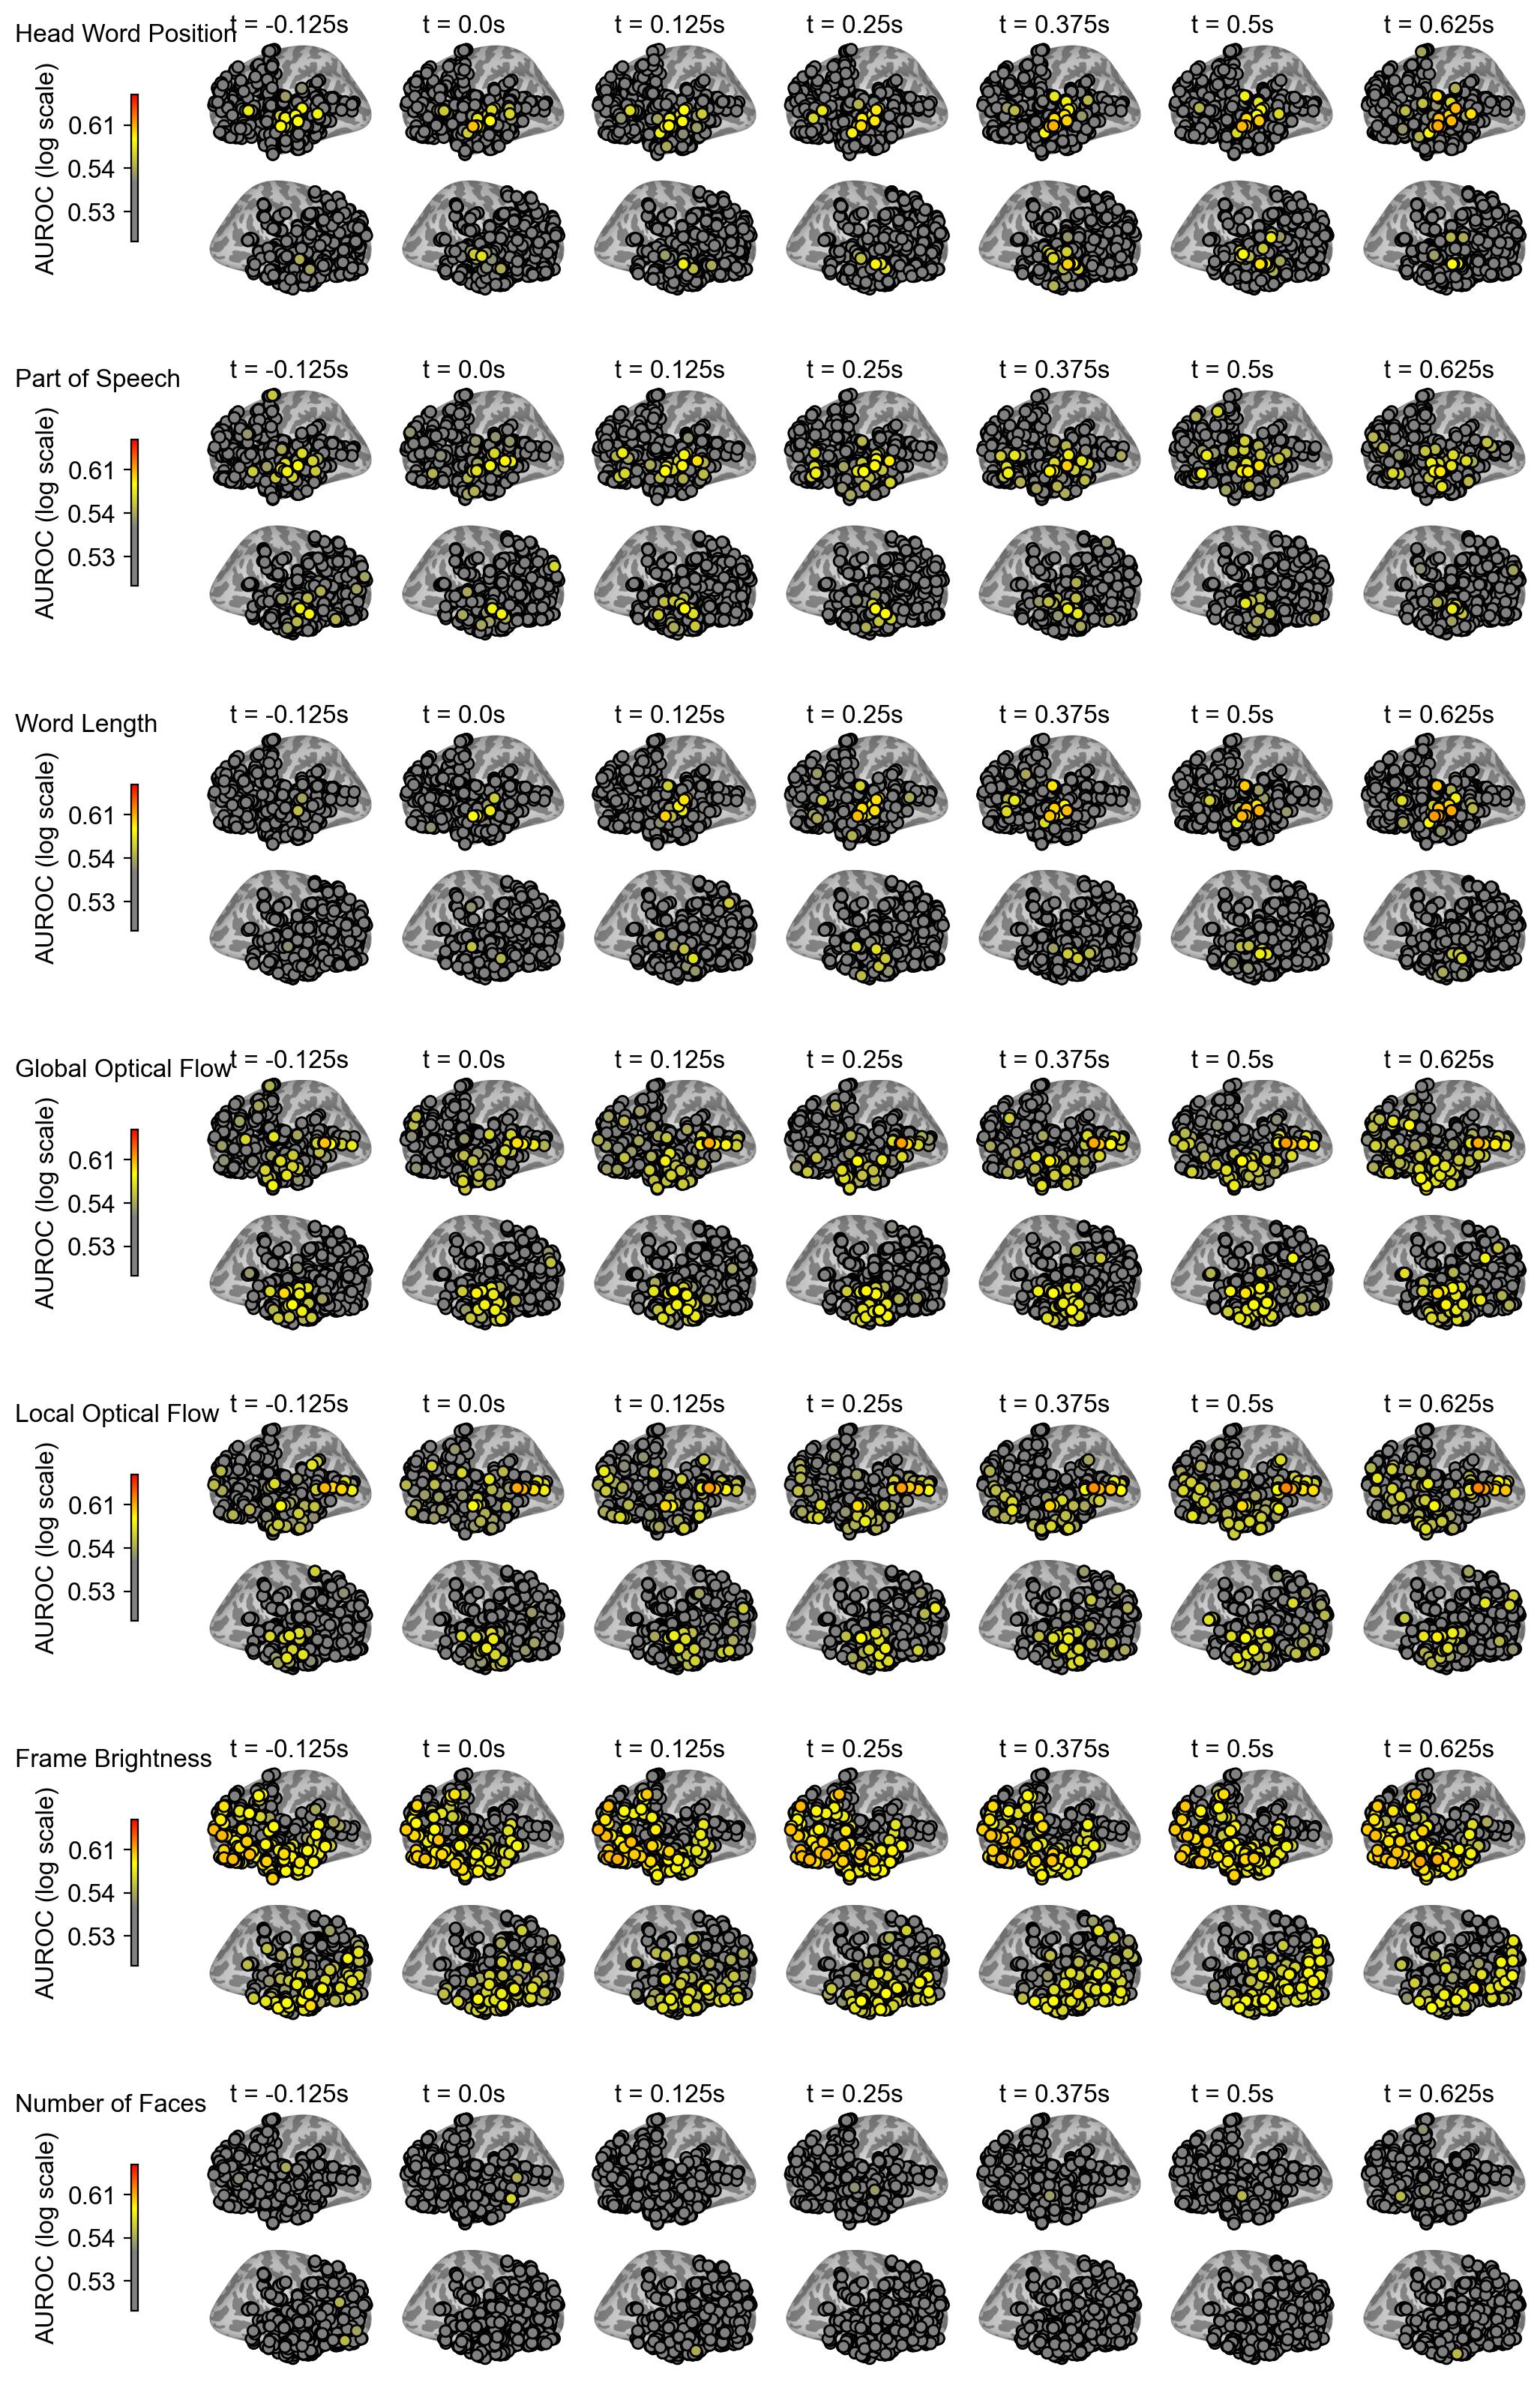 Head Word Position
t = -0.125s t = 0.0s t = 0.125s t = 0.25s t = 0.375s t = 0.5s t = 0.625s
AUROC (log scale)
0.61
0.54
0.53
Part of Speech
t = -0.125s t = 0.0s t = 0.125s t = 0.25s t = 0.375s t = 0.5s t = 0.625s
AUROC (log scale)
0.61
0.54
0.53
Word Length
t = -0.125s t = 0.0s t = 0.125s t = 0.25s t = 0.375s t = 0.5s t = 0.625s
AUROC (log scale)
0.61
0.54
0.53
Global Optical Flow
t = -0.125s t = 0.0s t = 0.125s t = 0.25s t = 0.375s t = 0.5s t = 0.625s
AUROC (log scale)
0.61
0.54
0.53
Local Optical Flow
t = -0.125s t = 0.0s t = 0.125s t = 0.25s t = 0.375s t = 0.5s t = 0.625s
AUROC (log scale)
0.61
0.54
0.53
Frame Brightness
t = -0.125s t = 0.0s t = 0.125s t = 0.25s t = 0.375s t = 0.5s t = 0.625s
AUROC (log scale)
0.61
0.54
0.53
Number of Faces
t = -0.125s t = 0.0s t = 0.125s t = 0.25s t = 0.375s t = 0.5s t = 0.625s
AUROC (log scale)
0.61
0.54
0.53